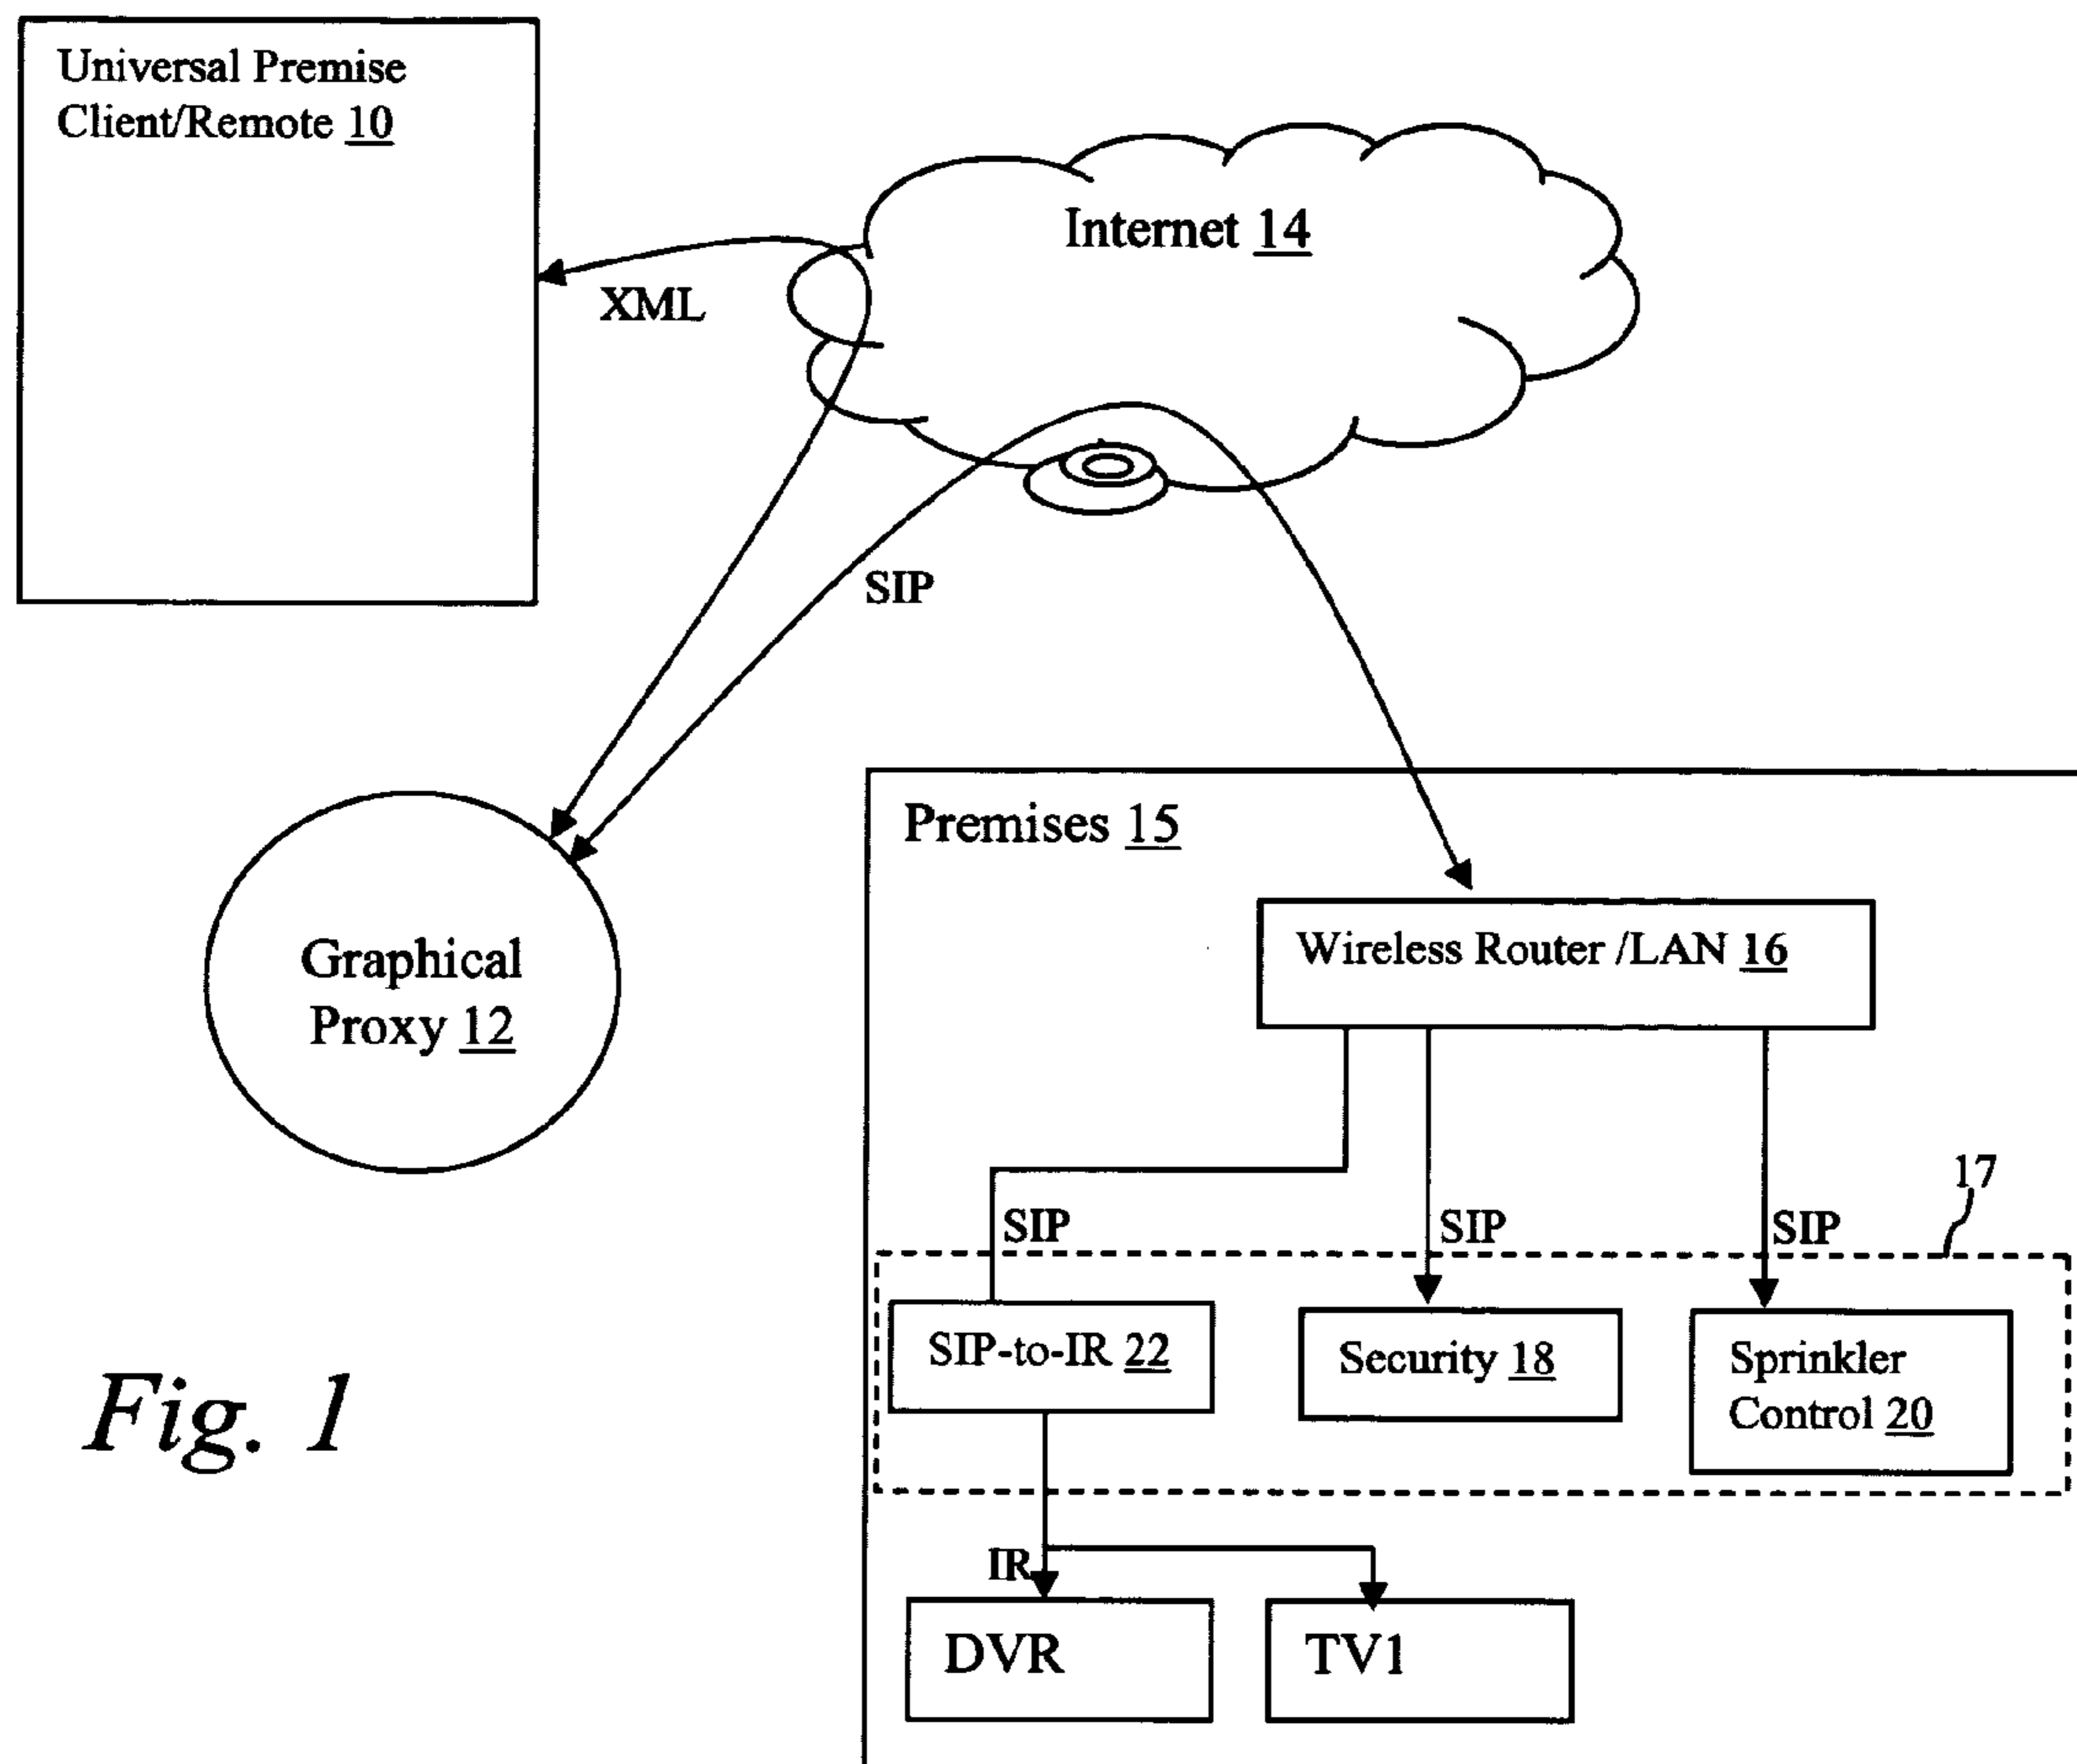 Universal Premise
Client/Remote 10
Internet 14
XML
SIP
Premises 15
Wireless Router /LAN 16
Graphical
Proxy 12
17
SIP
SIP
SIP
SIP-to-IR 22
Security 18
Sprinkler
Control 20
Fig. 1
IR
DVR
TV1